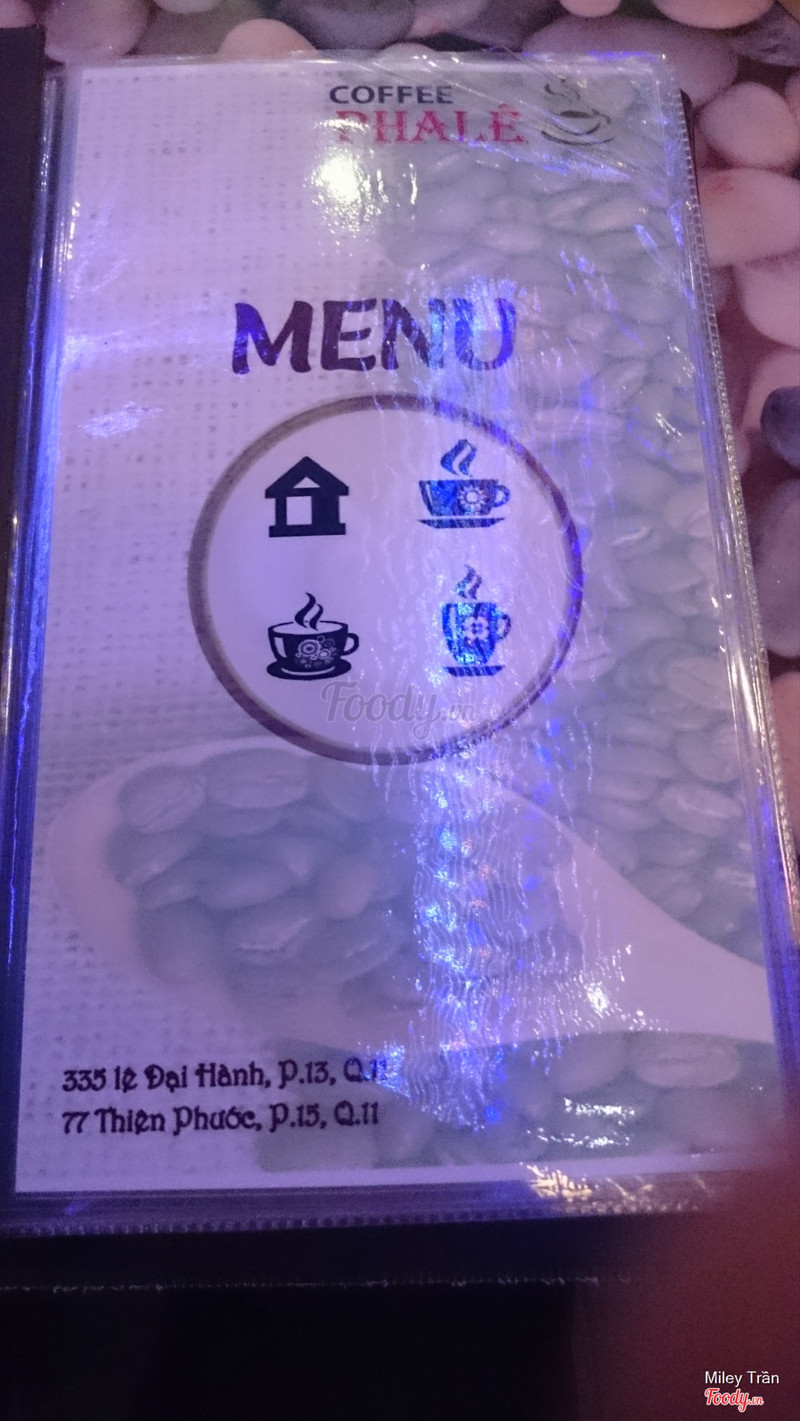 COFFEE
PHALÊ
MENU
Foody.vn
335 Lê Đại Hành, P.13, Q.11
77 Thiên Phước, P.15, Q.11
Miley Trần
Foody.vn